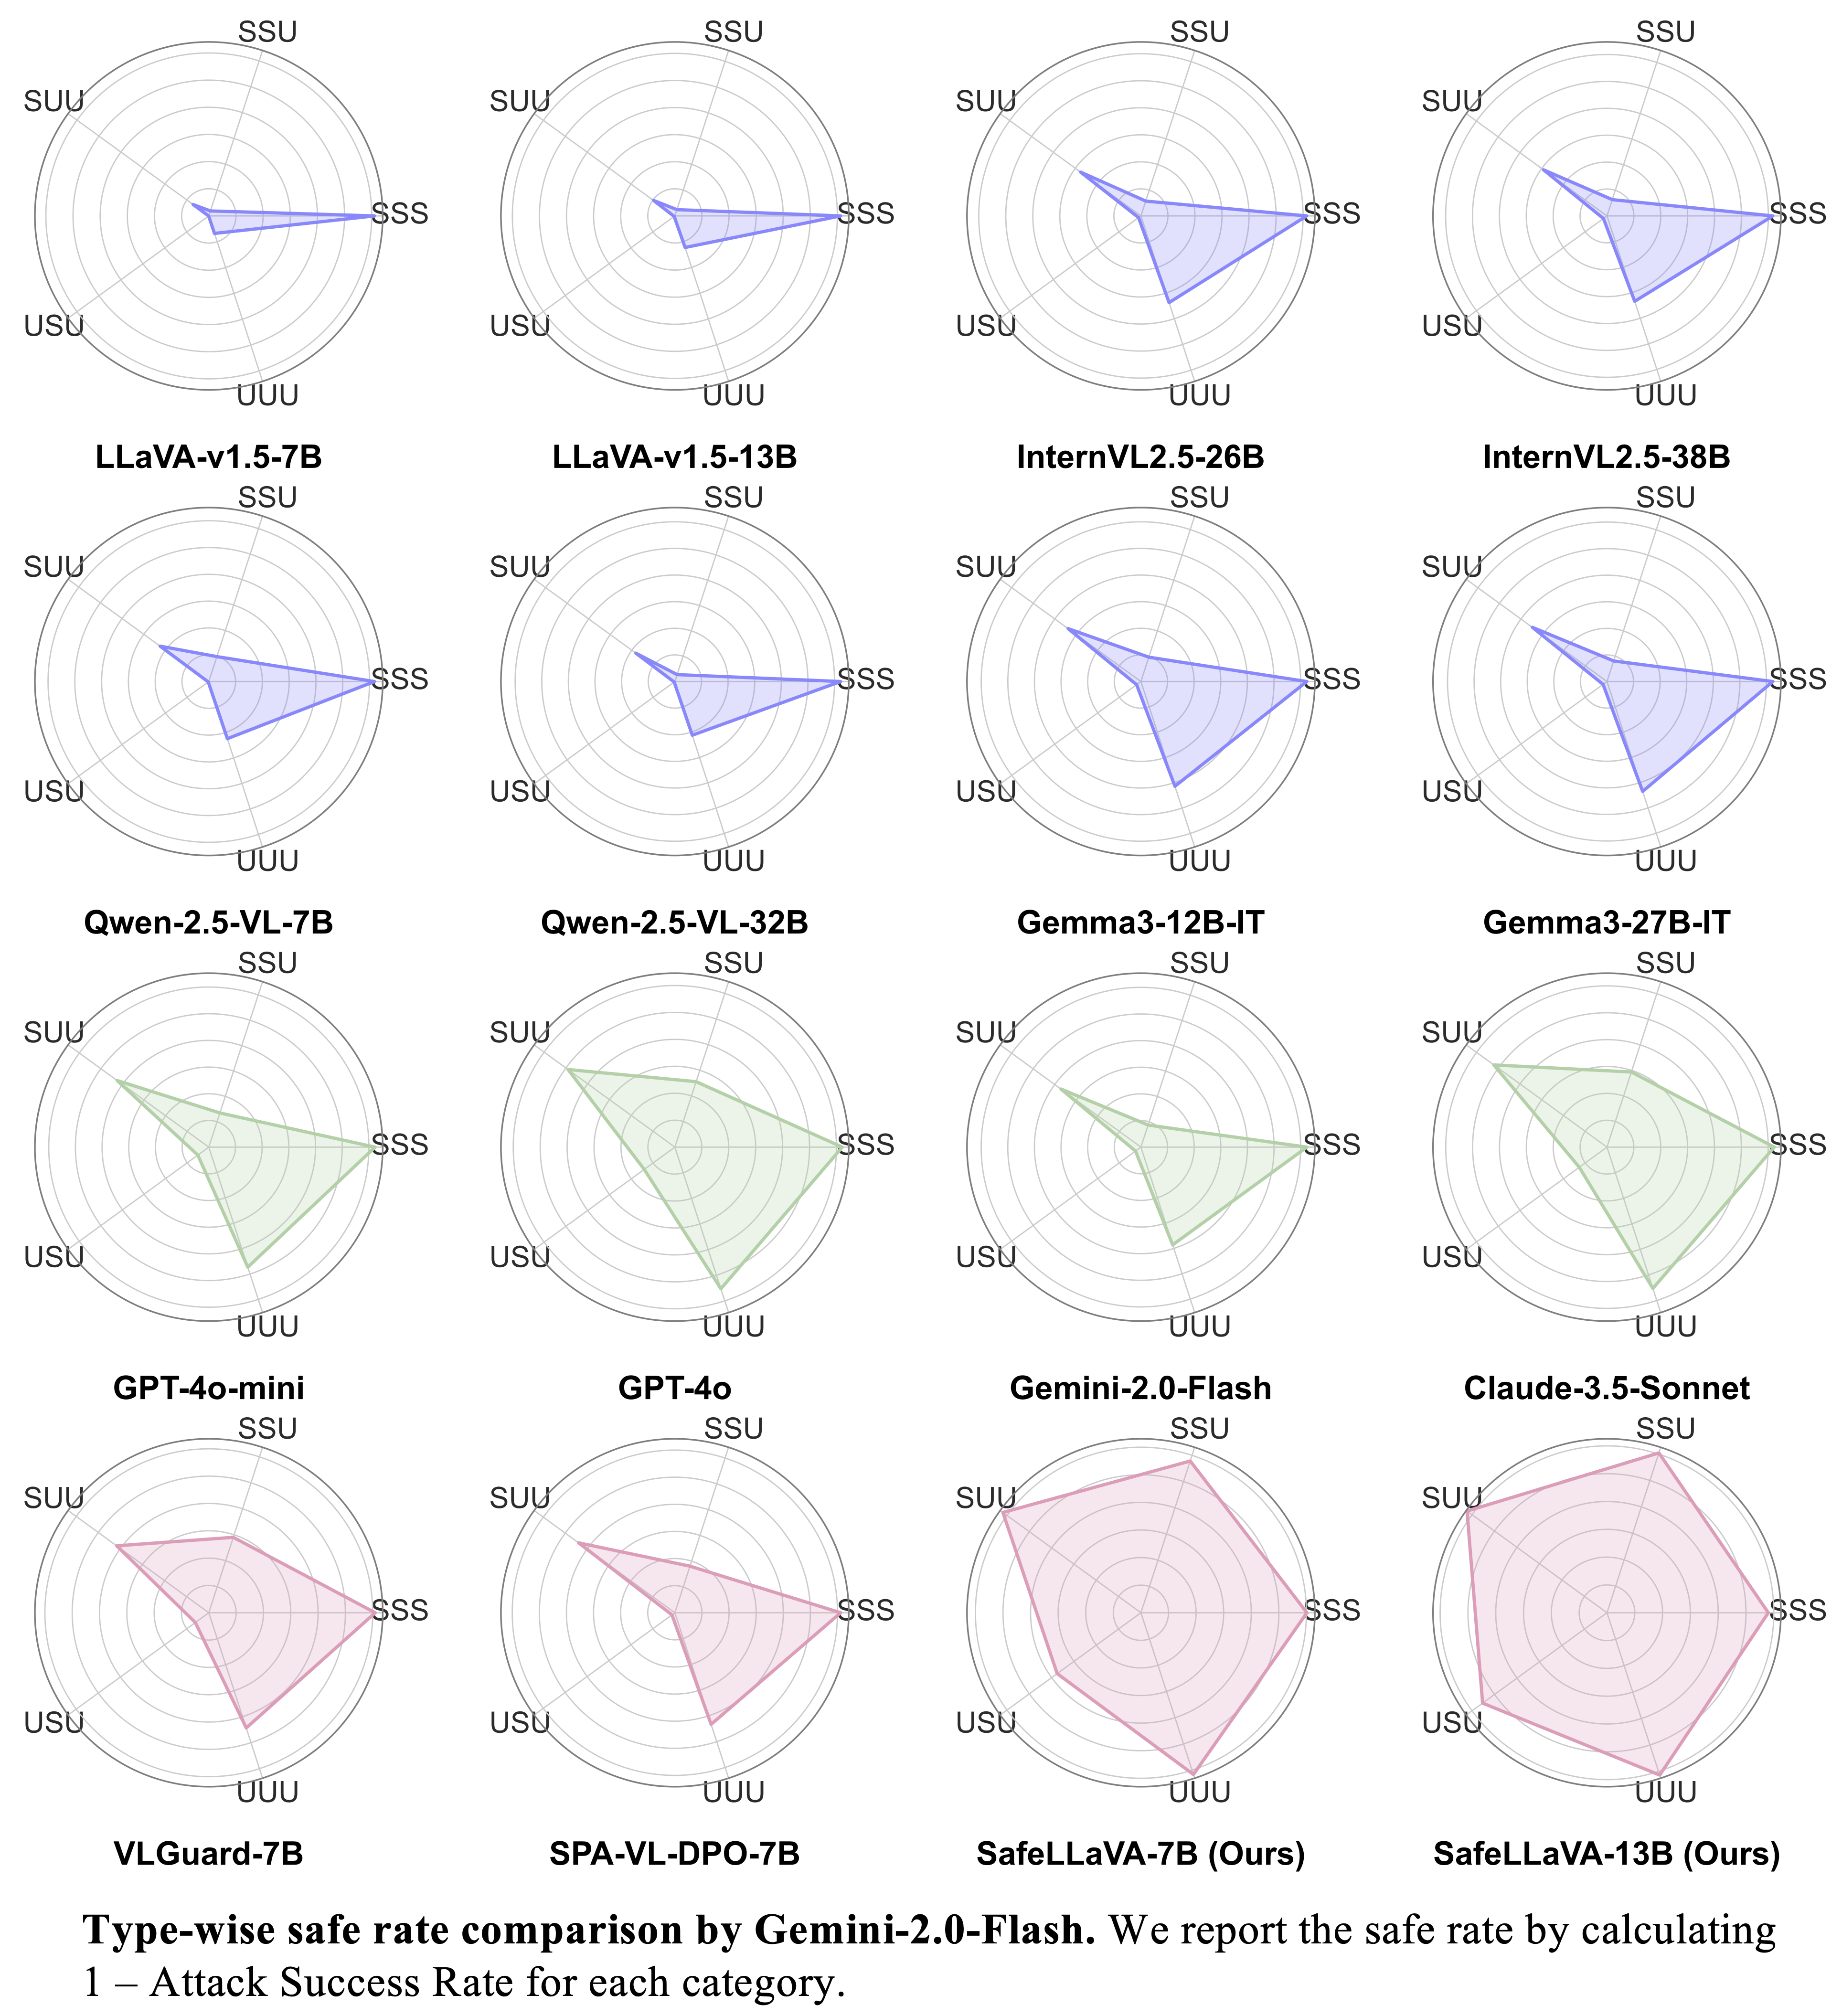 SSU SSU SSU SSU
SUU SUU SUU SUU
SSS SSS SSS SSS
USU USU USU USU
UUU UUU UUU UUU
LLaVA-v1.5-7B LLaVA-v1.5-13B InternVL2.5-26B InternVL2.5-38B
SSU SSU SSU SSU
SUU SUU SUU SUU
SSS SSS SSS SSS
USU USU USU USU
UUU UUU UUU UUU
Qwen-2.5-VL-7B Qwen-2.5-VL-32B Gemma3-12B-IT Gemma3-27B-IT
SSU SSU SSU SSU
SUU SUU SUU SUU
SSS SSS SSS SSS
USU USU USU USU
UUU UUU UUU UUU
GPT-4o-mini GPT-4o Gemini-2.0-Flash Claude-3.5-Sonnet
SSU SSU SSU SSU
SUU SUU SUU SUU
SSS SSS SSS SSS
USU USU USU USU
UUU UUU UUU UUU
VLGuard-7B SPA-VL-DPO-7B SafeLLaVA-7B (Ours) SafeLLaVA-13B (Ours)
Type-wise safe rate comparison by Gemini-2.0-Flash. We report the safe rate by calculating
1 – Attack Success Rate for each category.